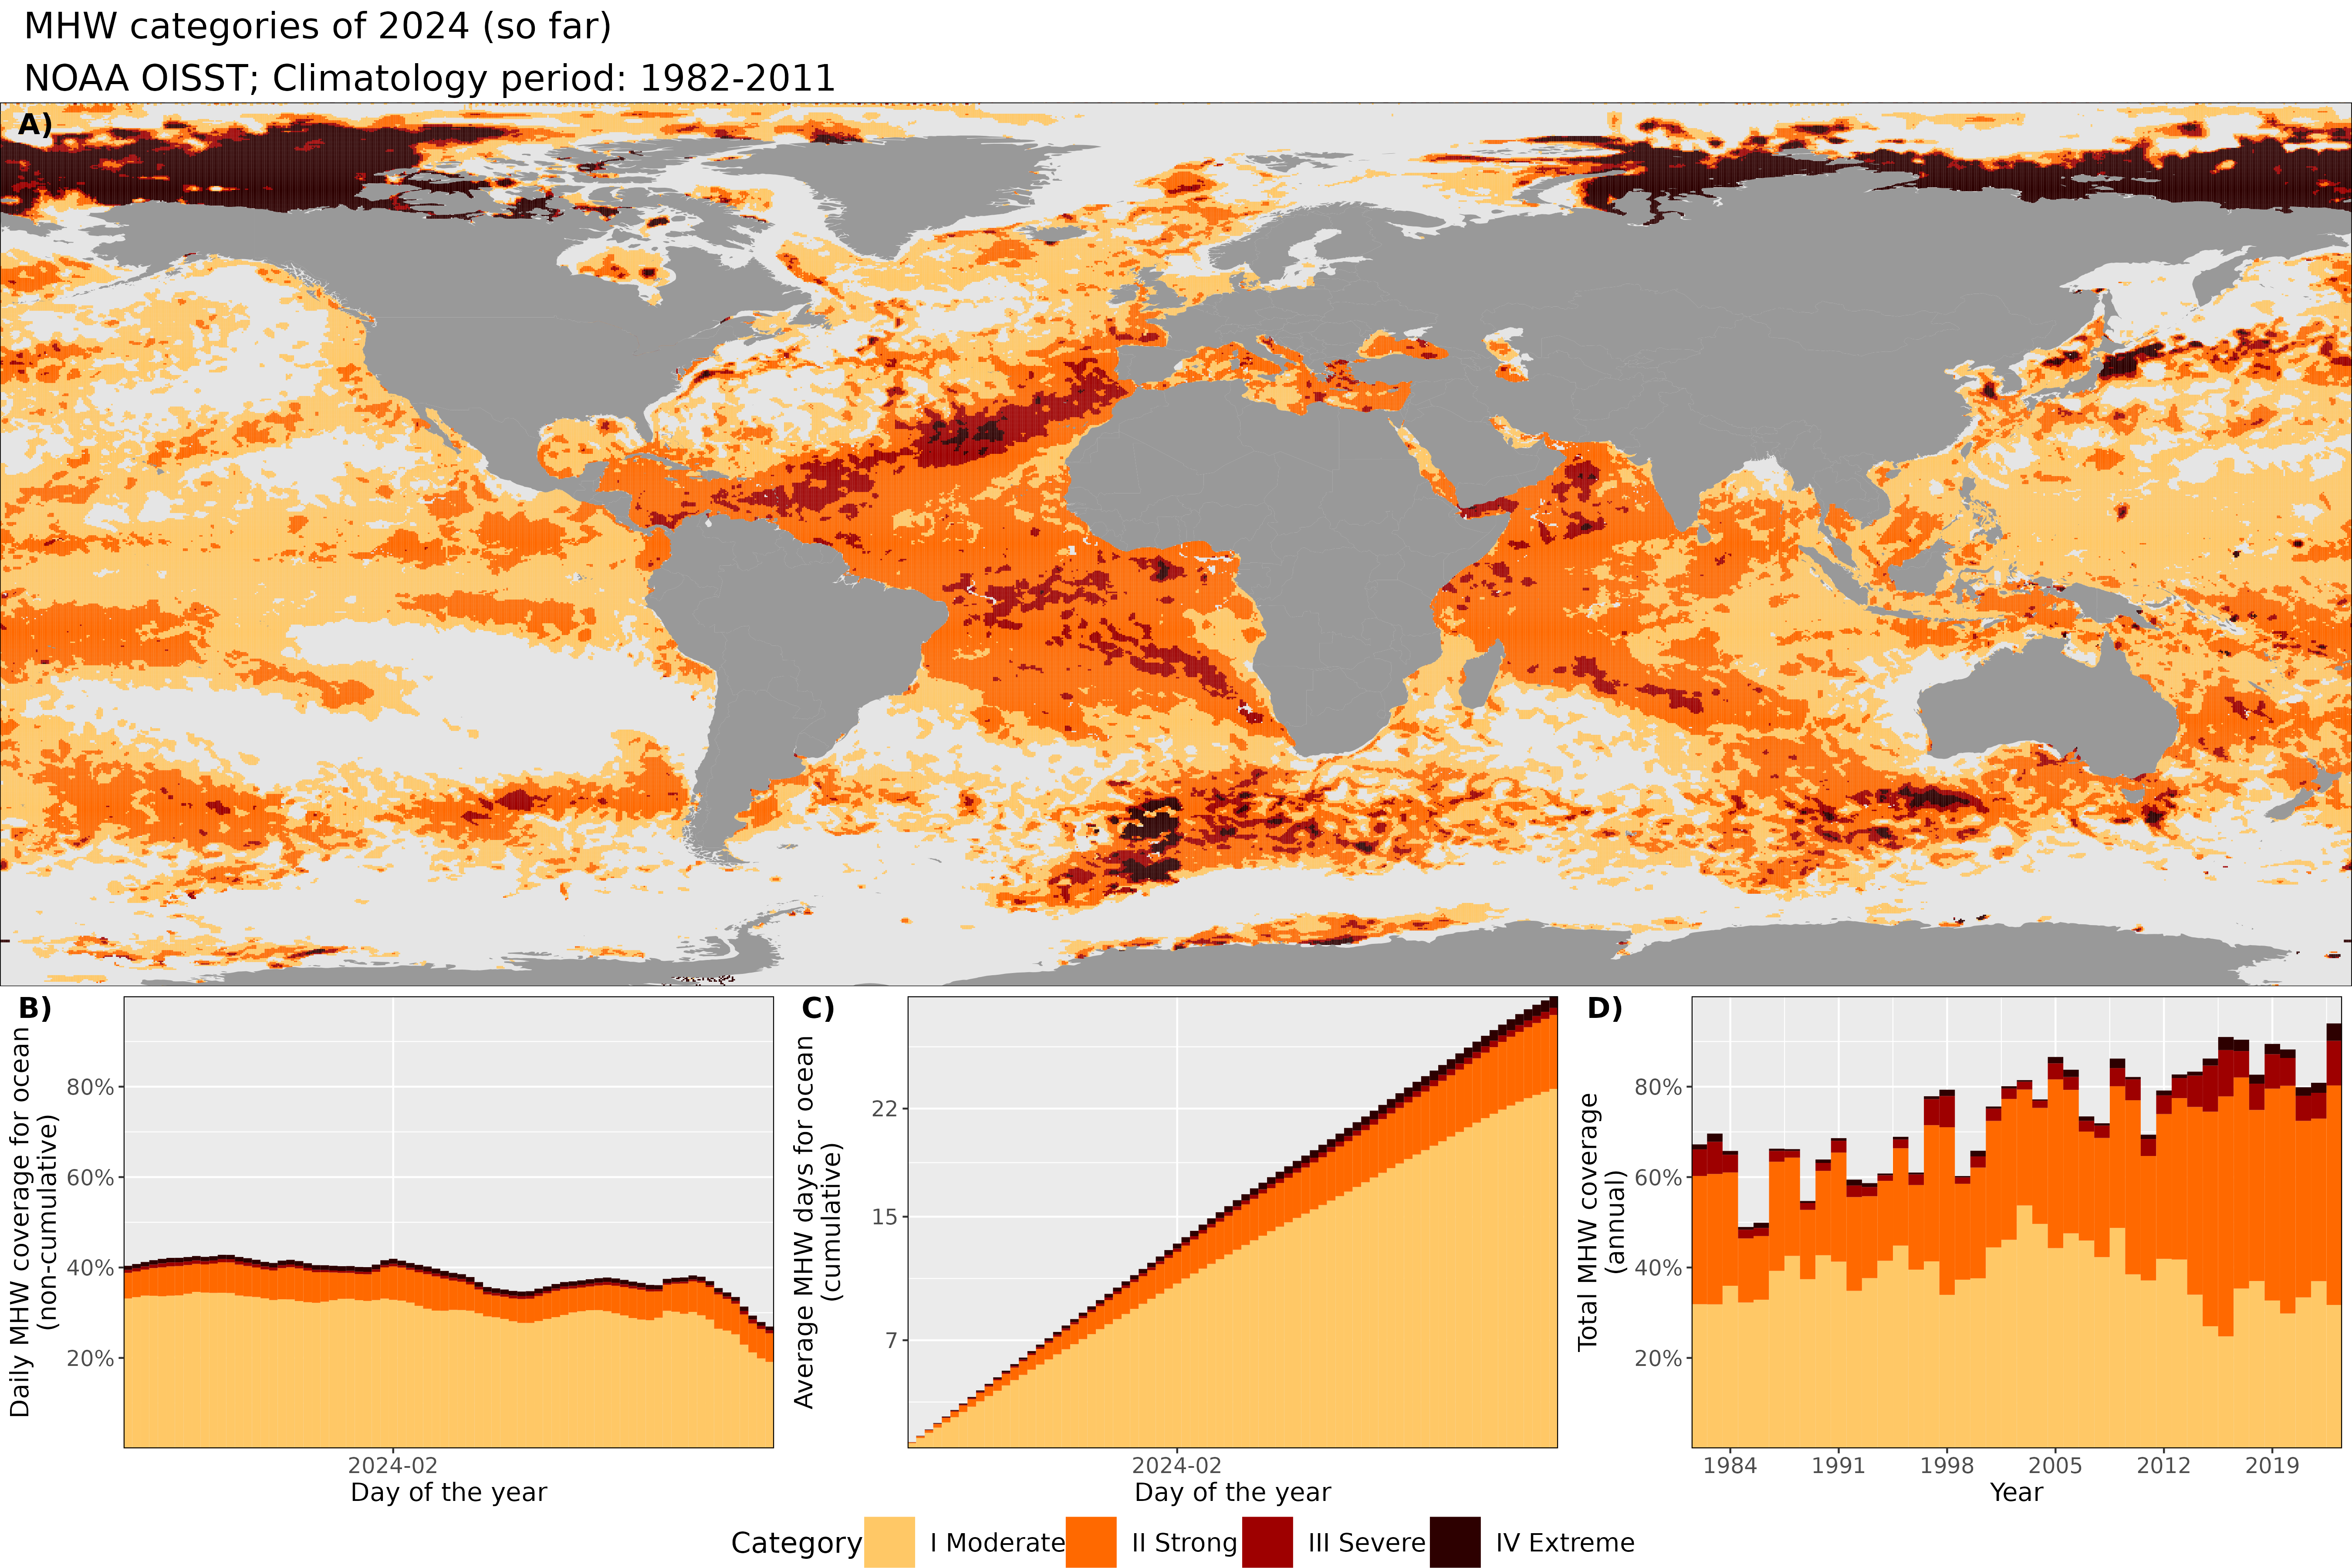 MHW categories of 2024 (so far)
NOAA OISST; Climatology period: 1982-2011
A)
B)
Daily MHW coverage for ocean
(non-cumulative)
80%
60%
40%
20%
2024-02
Day of the year
C)
Average MHW days for ocean
(cumulative)
22
15
7
2024-02
Day of the year
D)
Total MHW coverage
(annual)
80%
60%
40%
20%
1984 1991 1998 2005 2012 2019
Year
Category I Moderate II Strong III Severe IV Extreme